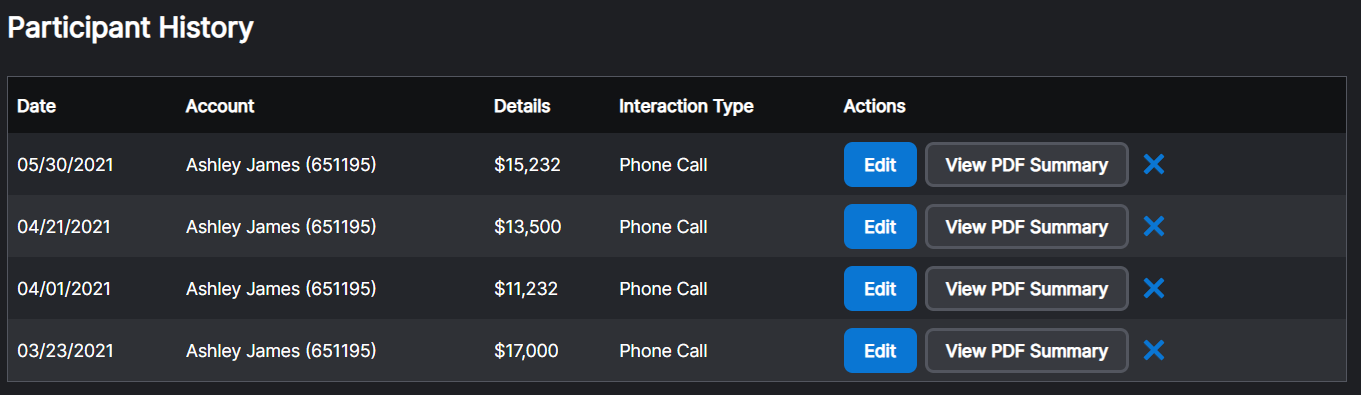 Participant History
Date Account Details Interaction Type Actions
05/30/2021 Ashley James (651195) $15,232 Phone Call Edit View PDF Summary
04/21/2021 Ashley James (651195) $13,500 Phone Call Edit View PDF Summary
04/01/2021 Ashley James (651195) $11,232 Phone Call Edit View PDF Summary
03/23/2021 Ashley James (651195) $17,000 Phone Call Edit View PDF Summary